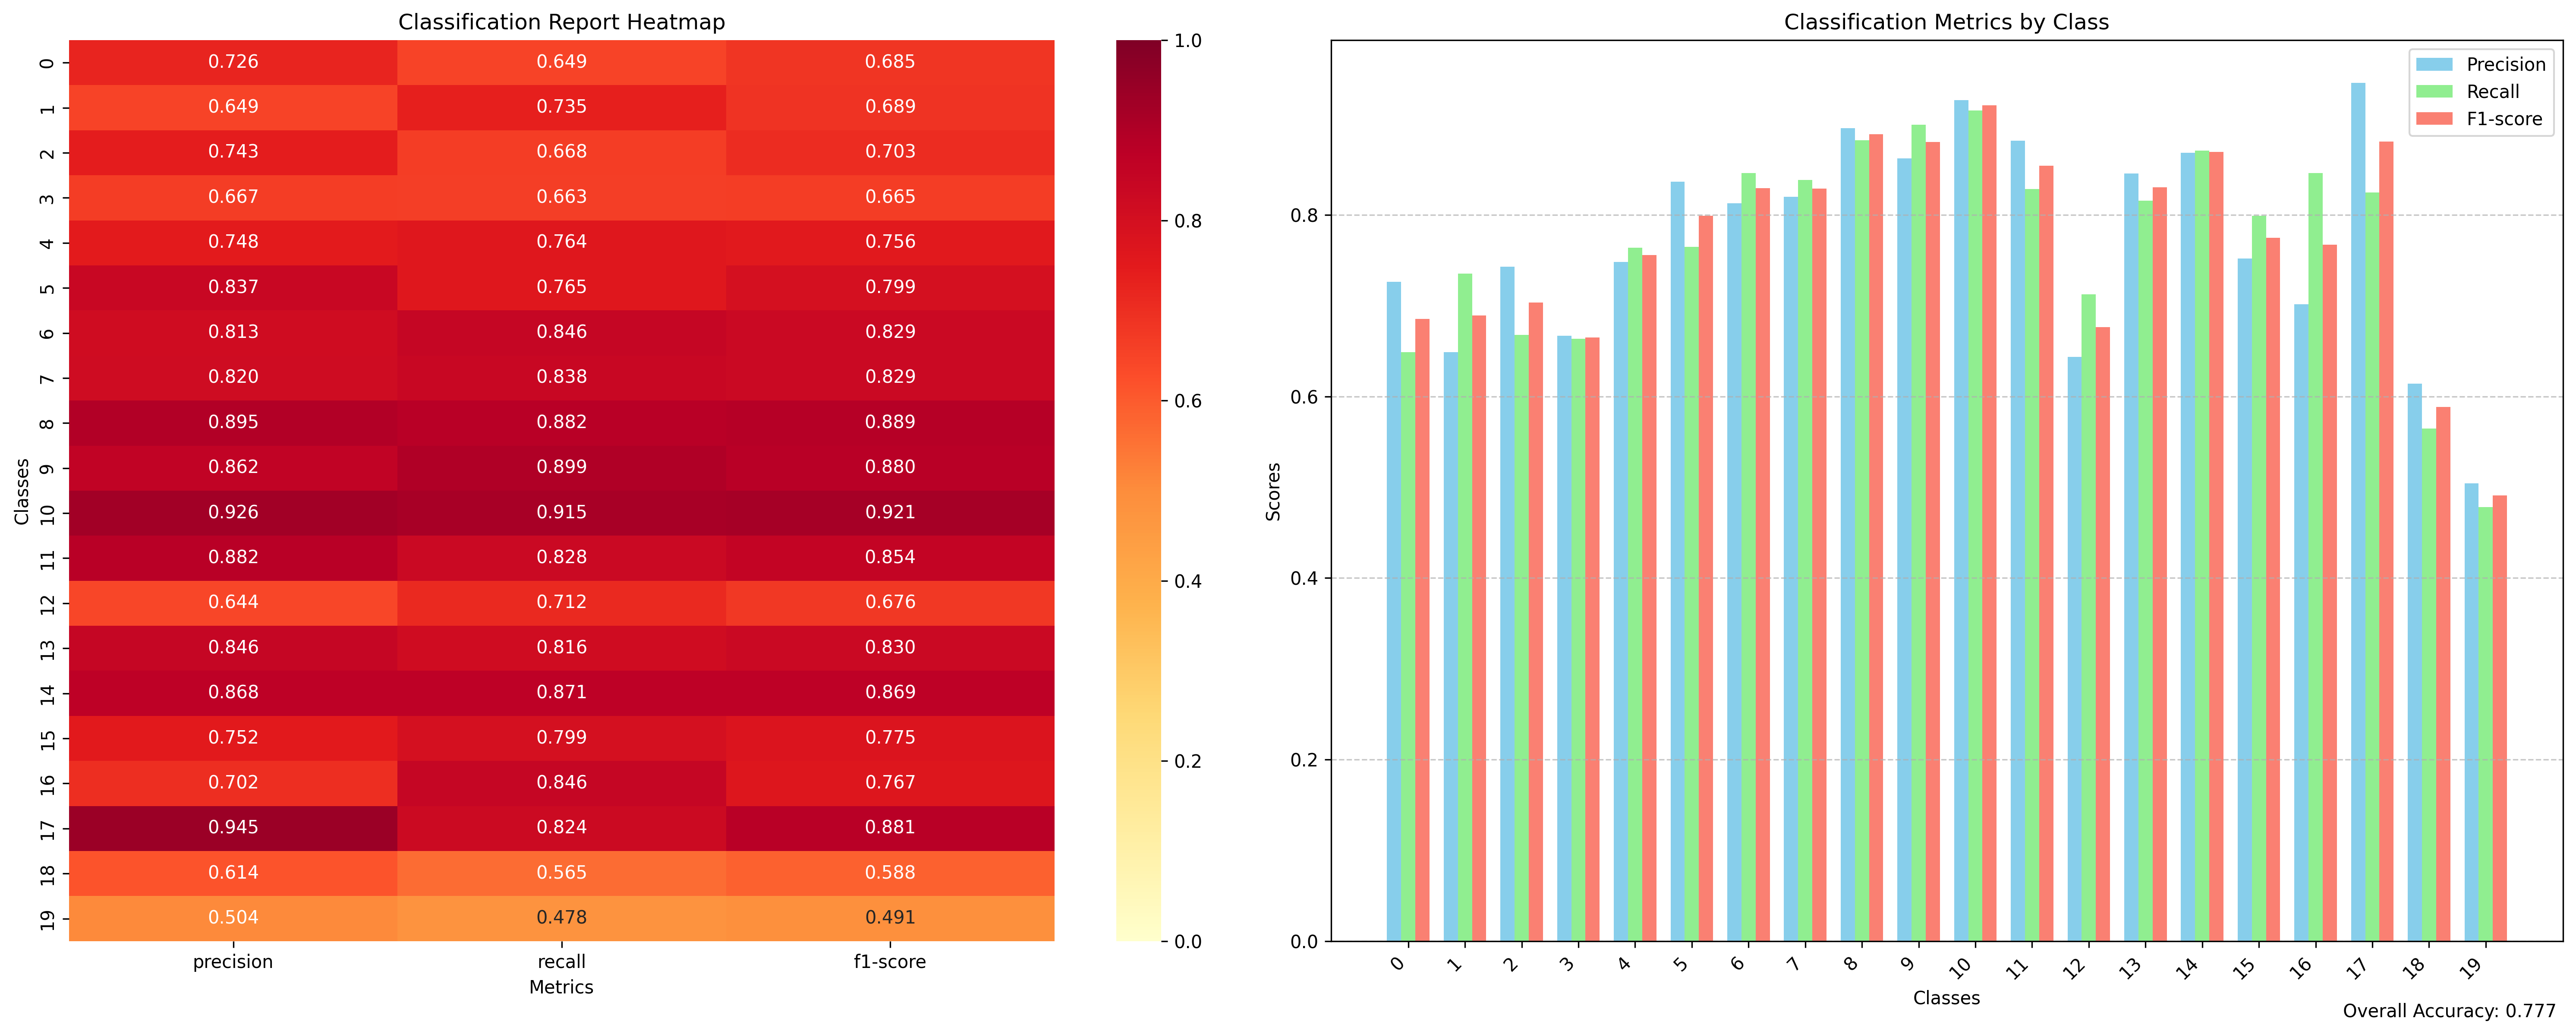 Classification Report Heatmap
Classes
0 0.726 0.649 0.685
1 0.649 0.735 0.689
2 0.743 0.668 0.703
3 0.667 0.663 0.665
4 0.748 0.764 0.756
5 0.837 0.765 0.799
6 0.813 0.846 0.829
7 0.820 0.838 0.829
8 0.895 0.882 0.889
9 0.862 0.899 0.880
10 0.926 0.915 0.921
11 0.882 0.828 0.854
12 0.644 0.712 0.676
13 0.846 0.816 0.830
14 0.868 0.871 0.869
15 0.752 0.799 0.775
16 0.702 0.846 0.767
17 0.945 0.824 0.881
18 0.614 0.565 0.588
19 0.504 0.478 0.491
precision recall f1-score
Metrics
1.0
0.8
0.6
0.4
0.2
0.0
Classification Metrics by Class
Precision
Recall
F1-score
Scores
0.8
0.6
0.4
0.2
0.0
0 1 2 3 4 5 6 7 8 9 10 11 12 13 14 15 16 17 18 19
Classes
Overall Accuracy: 0.777